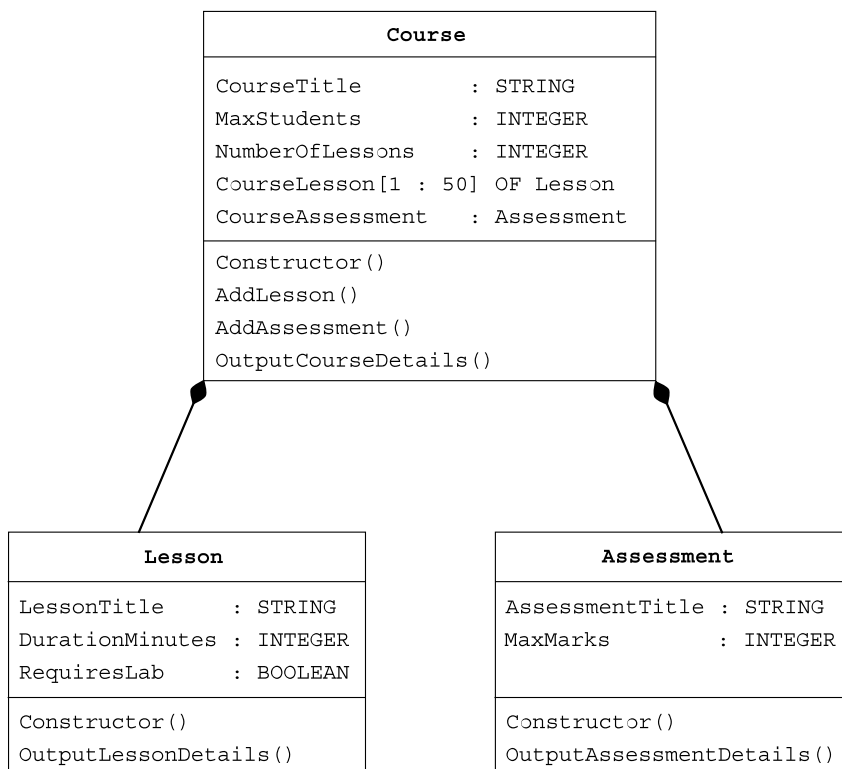 Course
CourseTitle : STRING
MaxStudents : INTEGER
NumberOfLessons : INTEGER
CourseLesson[1 : 50] OF Lesson
CourseAssessment : Assessment
Constructor()
AddLesson()
AddAssessment()
OutputCourseDetails()
Lesson
LessonTitle : STRING
DurationMinutes : INTEGER
RequiresLab : BOOLEAN
Constructor()
OutputLessonDetails()
Assessment
AssessmentTitle : STRING
MaxMarks : INTEGER
Constructor()
OutputAssessmentDetails()